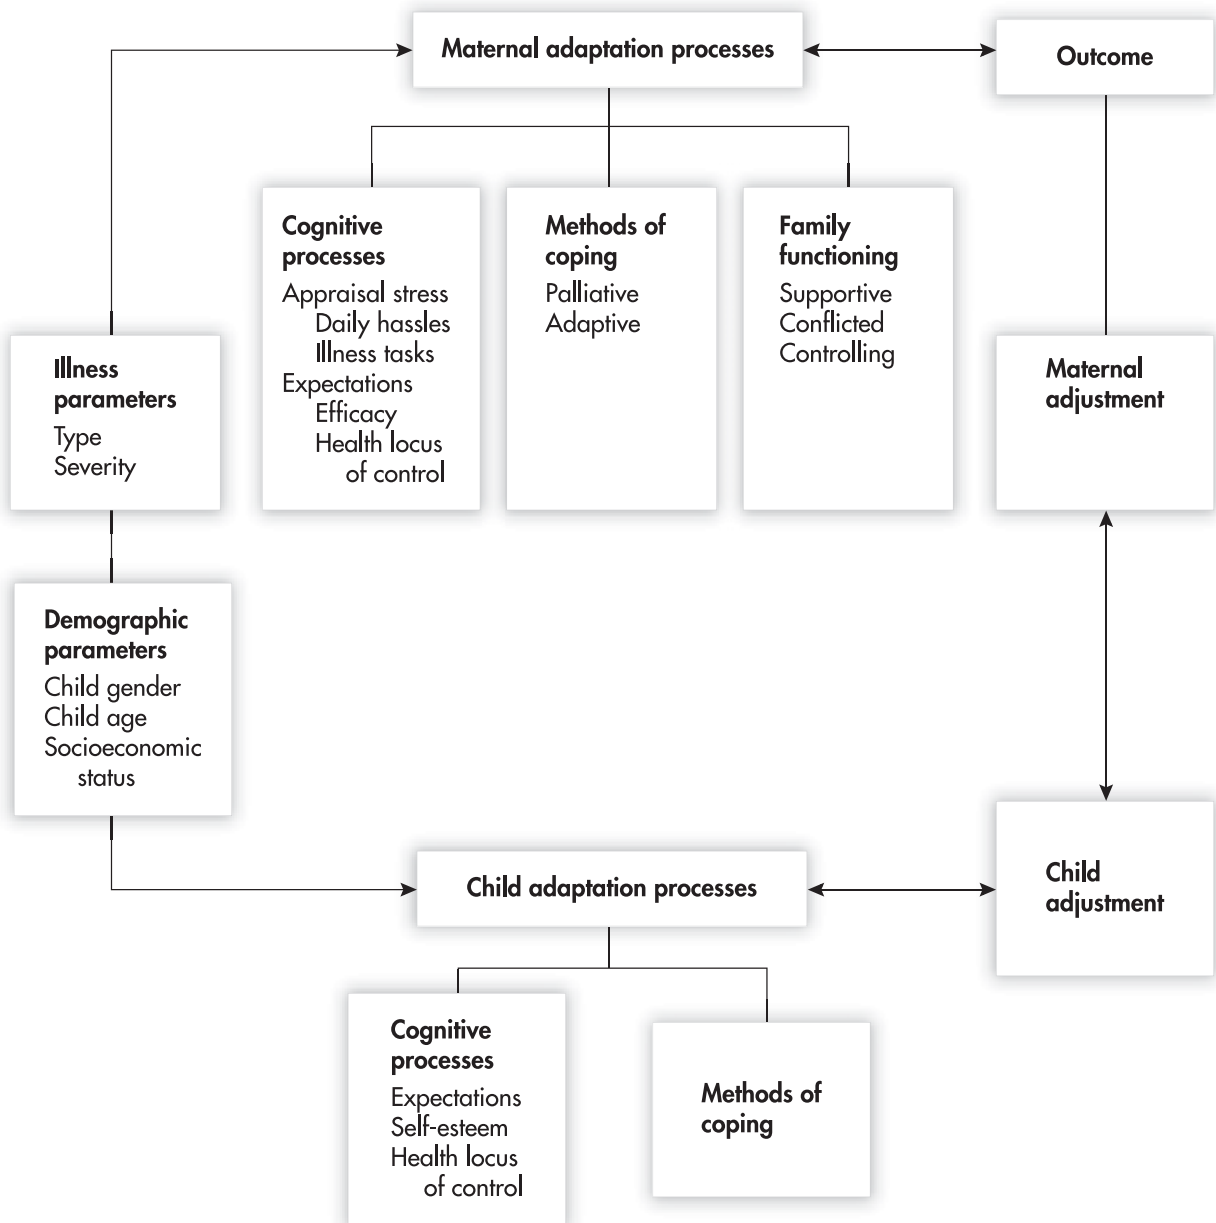 Maternal adaptation processes
Outcome
Cognitive
processes
Appraisal stress
Daily hassles
Illness tasks
Expectations
Efficacy
Health locus
of control
Methods of
coping
Palliative
Adaptive
Family
functioning
Supportive
Conflicted
Controlling
Illness
parameters
Type
Severity
Maternal
adjustment
Demographic
parameters
Child gender
Child age
Socioeconomic
status
Child adaptation processes
Child
adjustment
Cognitive
processes
Expectations
Self-esteem
Health locus
of control
Methods of
coping